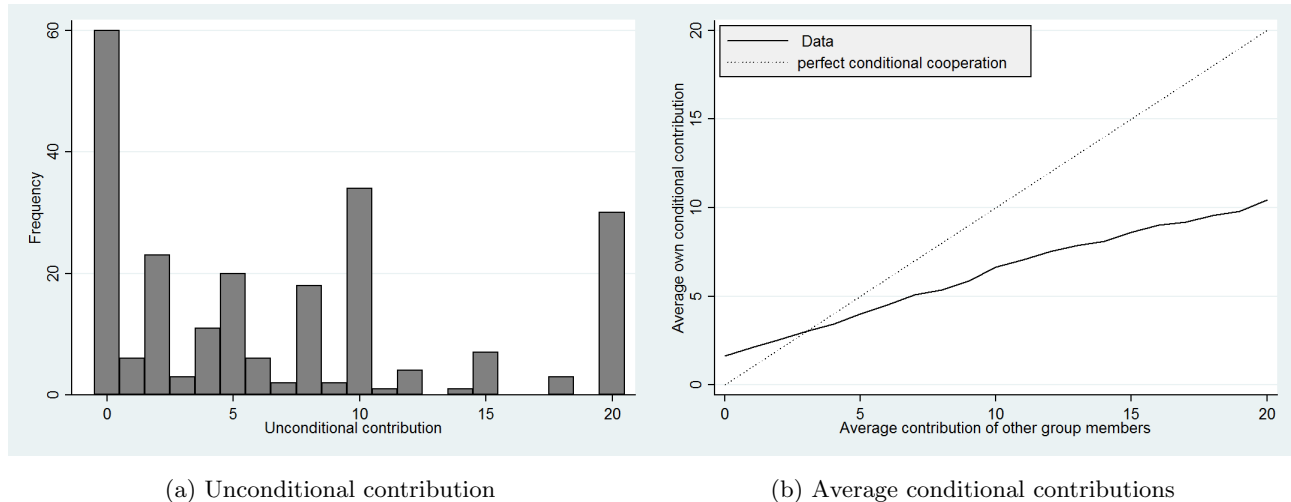 60
40
20
0
Frequency
0 5 10 15 20
Unconditional contribution
Data
perfect conditional cooperation
20
15
10
5
0
Average own conditional contribution
0 5 10 15 20
Average contribution of other group members
(a) Unconditional contribution
(b) Average conditional contributions